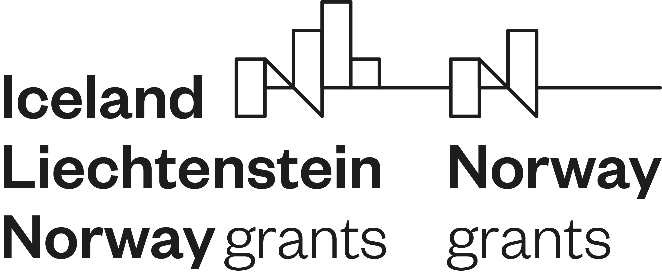 Iceland
Liechtenstein
Norway grants
Norway
grants